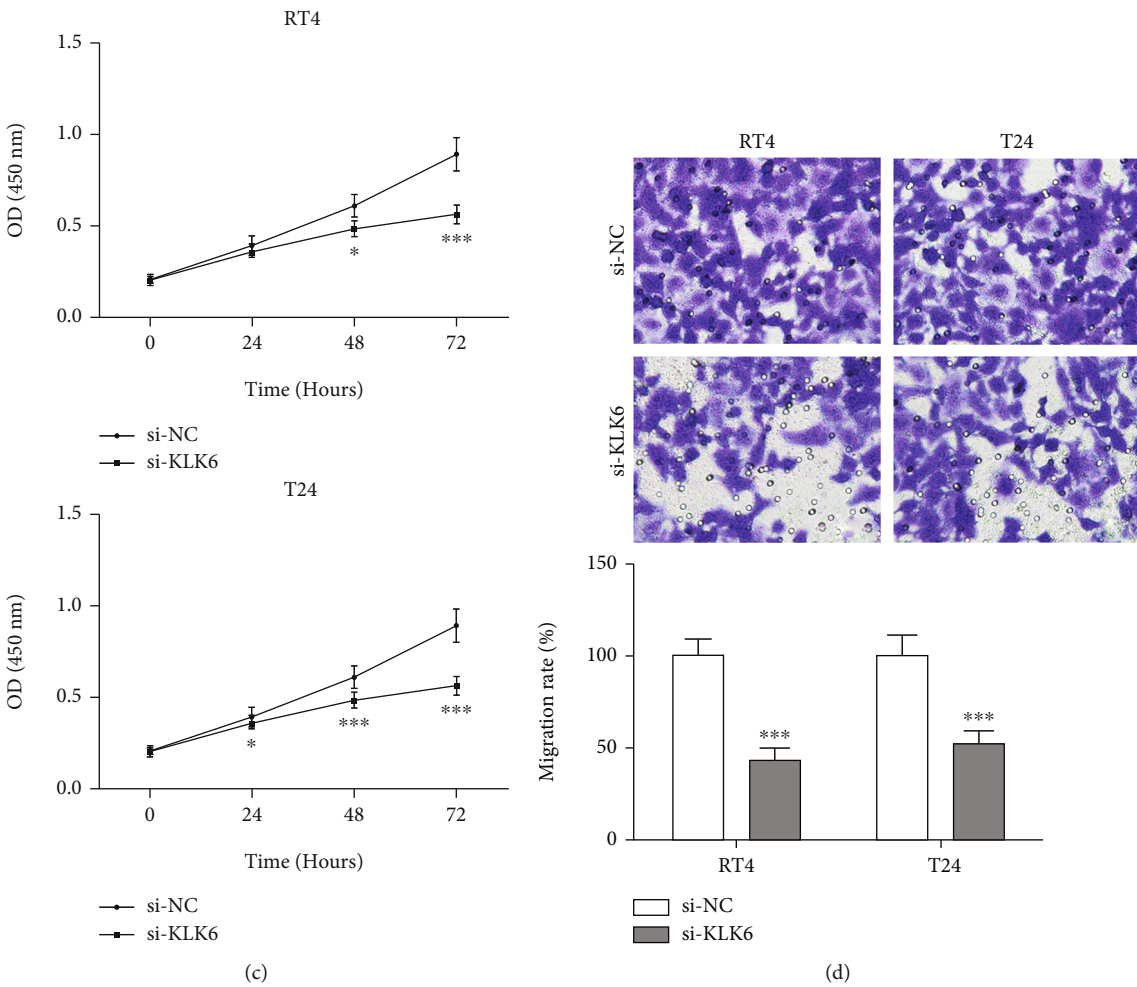 RT4
1.5
1.0
0.5
0.0
OD (450 nm)
*
***
0 24 48 72
Time (Hours)
si-NC
si-KLK6
T24
1.5
1.0
0.5
0.0
OD (450 nm)
*
***
***
0 24 48 72
Time (Hours)
si-NC
si-KLK6
(c)
RT4 T24
si-NC
si-KLK6
150
100
50
0
Migration rate (%)
***
***
RT4 T24
si-NC
si-KLK6
(d)